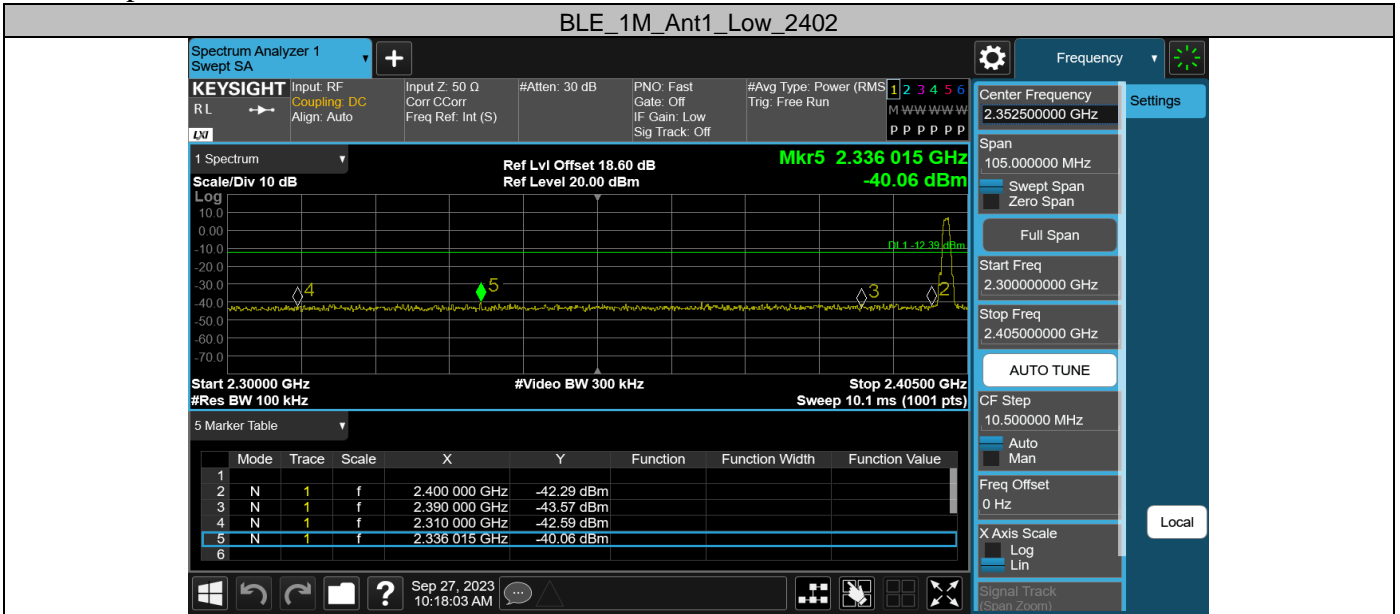 BLE_1M_Ant1_Low_2402
Spectrum Analyzer 1
Swept SA
+
Frequency
KEYSIGHT
RL
LXI
Input: RF
Coupling: DC
Align: Auto
Input Z: 50 Ω
Corr CCorr
Freq Ref: Int (S)
#Atten: 30 dB
PNO: Fast
Gate: Off
IF Gain: Low
Sig Track: Off
#Avg Type: Power (RMS
Trig: Free Run
1 2 3 4 5 6
M W W W W W
P P P P P P
1 Spectrum
Scale/Div 10 dB
Ref Lvl Offset 18.60 dB
Ref Level 20.00 dBm
Mkr5 2.336 015 GHz
-40.06 dBm
Log
10.0
0.00
-10.0
-20.0
-30.0
-40.0
-50.0
-60.0
-70.0
DL1 -12.39 dBm
4
5
3
2
Start 2.30000 GHz
#Video BW 300 kHz
Stop 2.40500 GHz
#Res BW 100 kHz
Sweep 10.1 ms (1001 pts)
5 Marker Table
Mode Trace Scale X Y Function Function Width Function Value
1
2 N 1 f 2.400 000 GHz -42.29 dBm
3 N 1 f 2.390 000 GHz -43.57 dBm
4 N 1 f 2.310 000 GHz -42.59 dBm
5 N 1 f 2.336 015 GHz -40.06 dBm
6
?
Sep 27, 2023
10:18:03 AM
Center Frequency
2.352500000 GHz
Settings
Span
105.000000 MHz
Swept Span
Zero Span
Full Span
Start Freq
2.300000000 GHz
Stop Freq
2.405000000 GHz
AUTO TUNE
CF Step
10.500000 MHz
Auto
Man
Freq Offset
0 Hz
X Axis Scale
Log
Lin
Signal Track
(Span Zoom)
Local